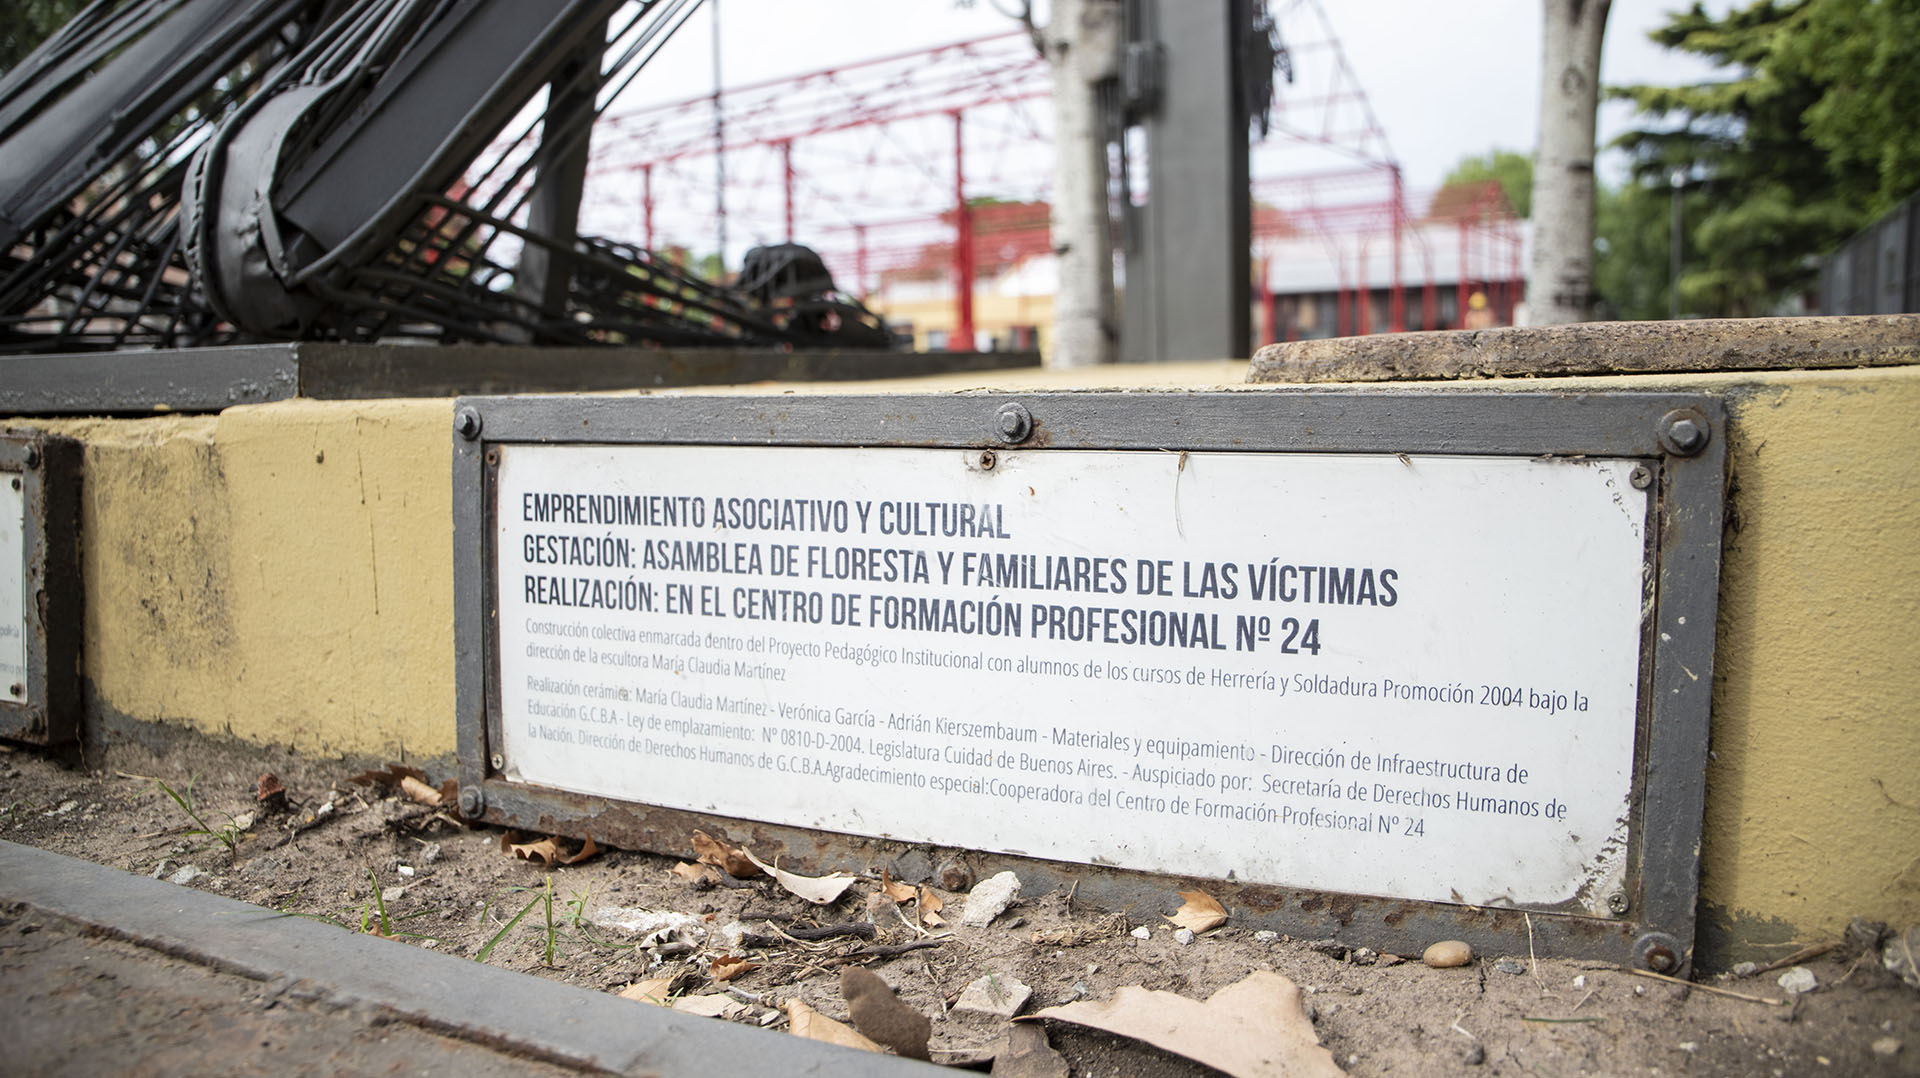 EMPRENDIMIENTO ASOCIATIVO Y CULTURAL
GESTACIÓN: ASAMBLEA DE FLORESTA Y FAMILIARES DE LAS VÍCTIMAS
REALIZACIÓN: EN EL CENTRO DE FORMACIÓN PROFESIONAL Nº 24
Construcción colectiva enmarcada dentro del Proyecto Pedagógico Institucional con alumnos de los cursos de Herrería y Soldadura Promoción 2004 bajo la
dirección de la escultora María Claudia Martínez
Realización cerámica: María Claudia Martínez - Verónica García - Adrián Kierszembaum - Materiales y equipamiento - Dirección de Infraestructura de
Educación G.C.B.A - Ley de emplazamiento: Nº 0810-D-2004. Legislatura Cuidad de Buenos Aires. - Auspiciado por: Secretaría de Derechos Humanos de
la Nación. Dirección de Derechos Humanos de G.C.B.A.Agradecimiento especial:Cooperadora del Centro de Formación Profesional Nº 24